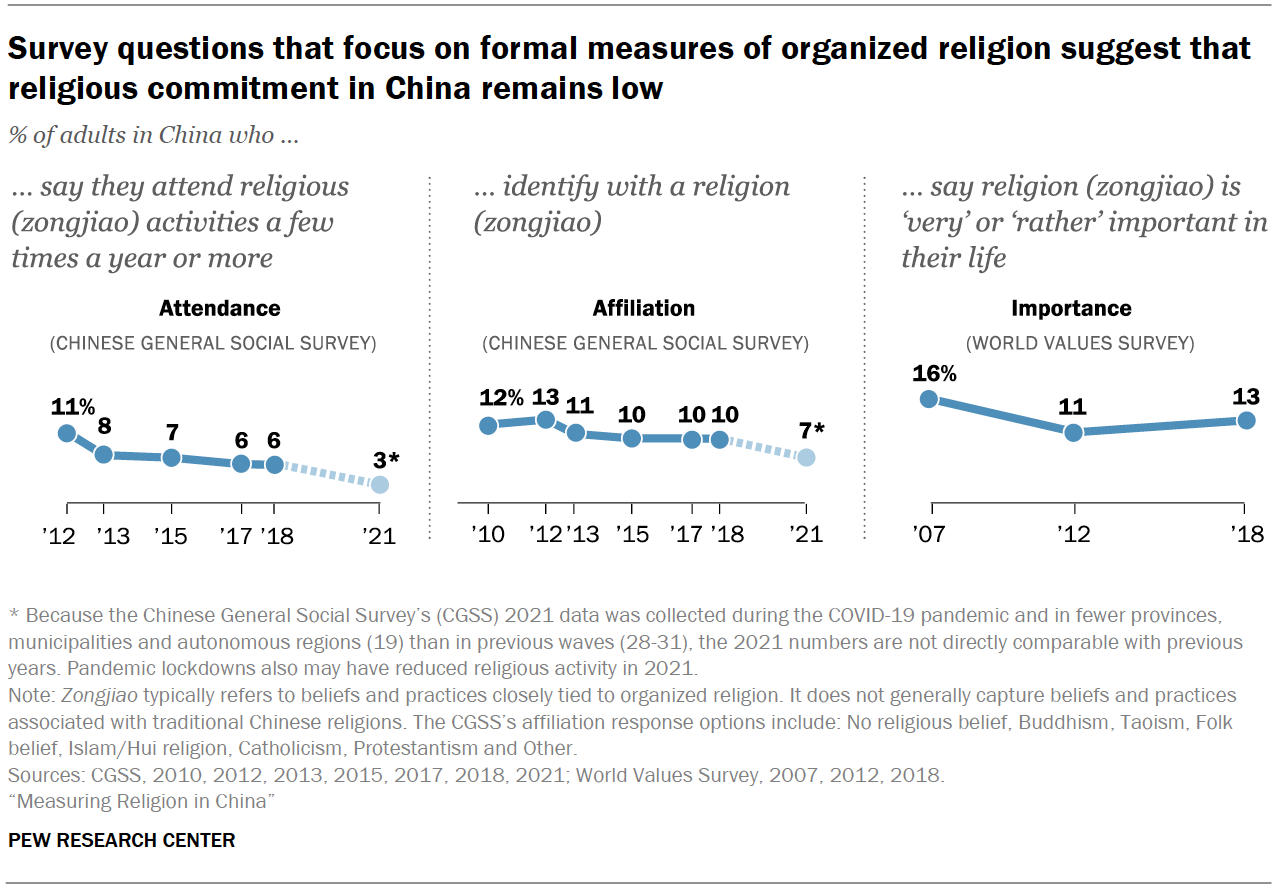 Survey questions that focus on formal measures of organized religion suggest that
religious commitment in China remains low
% of adults in China who ...
... say they attend religious
(zongjiao) activities a few
times a year or more
Attendance
(CHINESE GENERAL SOCIAL SURVEY)
11%
8
7
6
6
3*
’12
’13
’15
’17
’18
’21
... identify with a religion
(zongjiao)
Affiliation
(CHINESE GENERAL SOCIAL SURVEY)
12%
13
11
10
10
10
7*
’10
’12
’13
’15
’17
’18
’21
... say religion (zongjiao) is
‘very’ or ‘rather’ important in
their life
Importance
(WORLD VALUES SURVEY)
16%
11
13
’07
’12
’18
* Because the Chinese General Social Survey’s (CGSS) 2021 data was collected during the COVID-19 pandemic and in fewer provinces,
municipalities and autonomous regions (19) than in previous waves (28-31), the 2021 numbers are not directly comparable with previous
years. Pandemic lockdowns also may have reduced religious activity in 2021.
Note: Zongjiao typically refers to beliefs and practices closely tied to organized religion. It does not generally capture beliefs and practices
associated with traditional Chinese religions. The CGSS’s affiliation response options include: No religious belief, Buddhism, Taoism, Folk
belief, Islam/Hui religion, Catholicism, Protestantism and Other.
Sources: CGSS, 2010, 2012, 2013, 2015, 2017, 2018, 2021; World Values Survey, 2007, 2012, 2018.
“Measuring Religion in China”
PEW RESEARCH CENTER